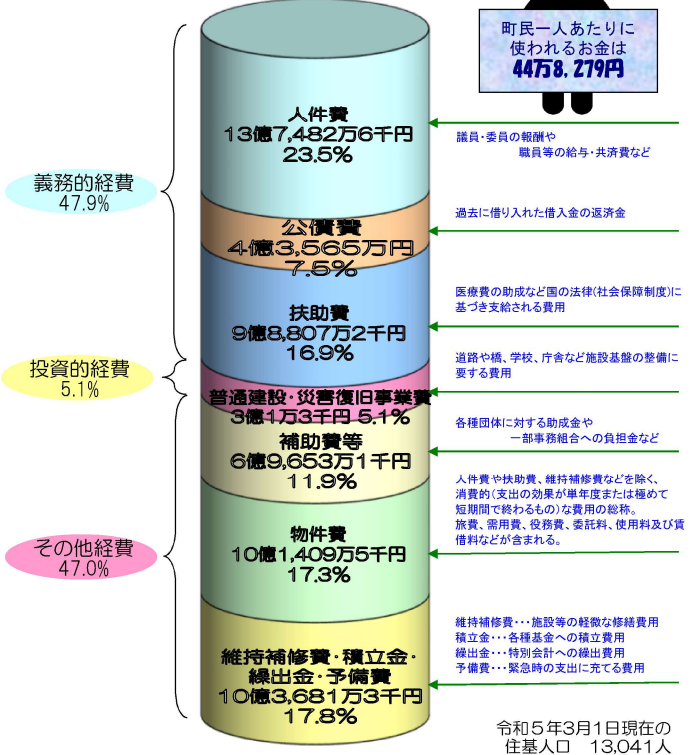 町民一人あたりに
使われるお金は
44万8,279円
人件費
13億7,482万6千円
23.5%
議員・委員の報酬や
職員等の給与・共済費など
義務的経費
47.9%
公債費
4億3,565万円
7.5%
過去に借り入れた借入金の返済金
扶助費
9億8,807万2千円
16.9%
医療費の助成など国の法律(社会保障制度)に
基づき支給される費用
投資的経費
5.1%
普通建設・災害復旧事業費
3億1万3千円 5.1%
道路や橋、学校、庁舎など施設基盤の整備に
要する費用
補助費等
6億9,653万1千円
11.9%
各種団体に対する助成金や
一部事務組合への負担金など
その他経費
47.0%
物件費
10億1,409万5千円
17.3%
人件費や扶助費、維持補修費などを除く、
消費的(支出の効果が単年度または極めて
短期間で終わるもの)な費用の総称。
旅費、需用費、役務費、委託料、使用料及び賃
借料などが含まれる。
維持補修費・積立金・
繰出金・予備費
10億3,681万3千円
17.8%
維持補修費・・・施設等の軽微な修繕費用
積立金・・・各種基金への積立費用
繰出金・・・特別会計への繰出費用
予備費・・・緊急時の支出に充てる費用
令和5年3月1日現在の
住基人口 13,041人